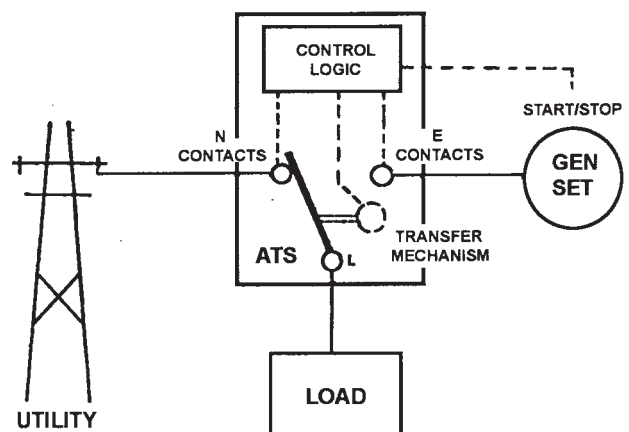 CONTROL
LOGIC
START/STOP
N
CONTACTS
E
CONTACTS
GEN
SET
TRANSFER
MECHANISM
ATS
L
LOAD
UTILITY